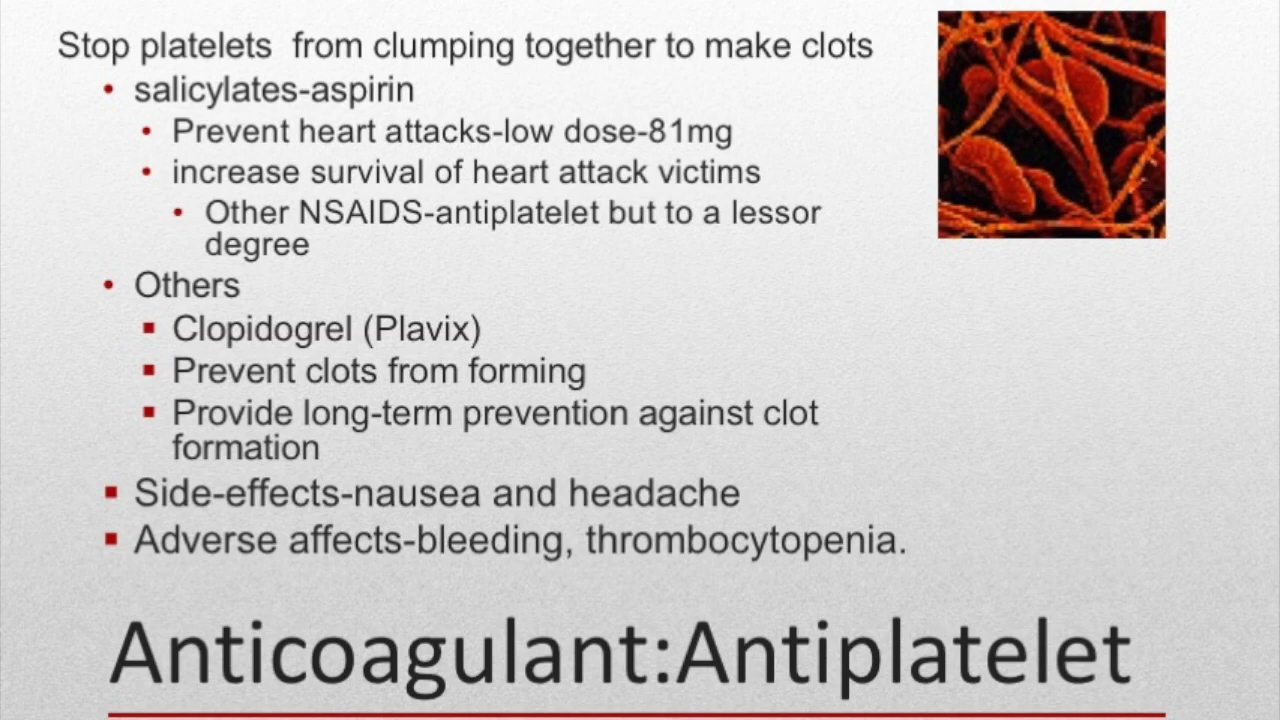 Stop platelets  from clumping together to make clots
• salicylates-aspirin
• Prevent heart attacks-low dose-81mg
• increase survival of heart attack victims
• Other NSAIDS-antiplatelet but to a lessor
degree
• Others
▪ Clopidogrel (Plavix)
▪ Prevent clots from forming
▪ Provide long-term prevention against clot
formation
▪ Side-effects-nausea and headache
▪ Adverse affects-bleeding, thrombocytopenia.
Anticoagulant:Antiplatelet